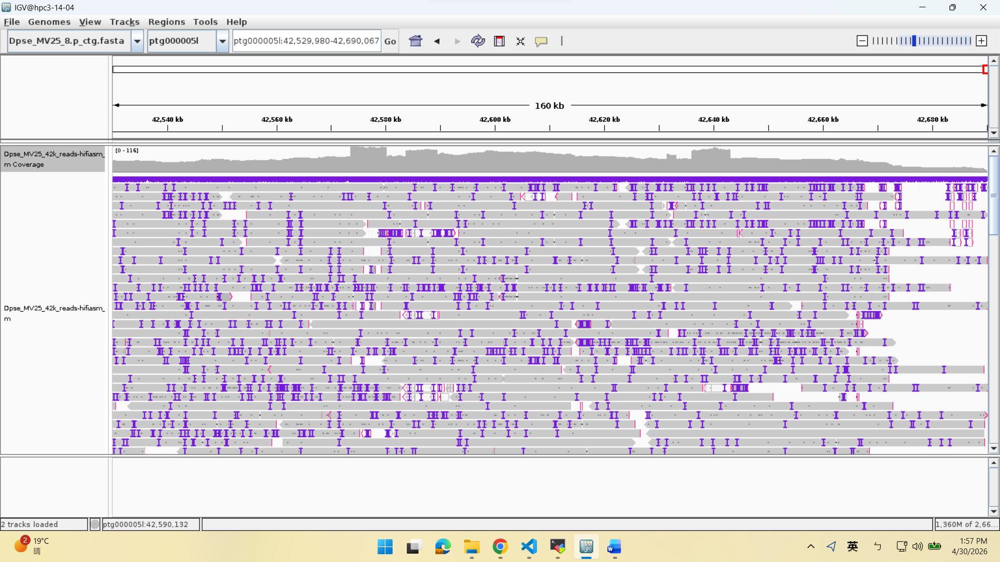 IGV@hpc3-14-04
File Genomes View Tracks Regions Tools Help
Dpse_MV25_8.p_ctg.fasta ptg000005l ptg000005l:42,529,980-42,690,067 Go
160 kb
42,540 kb 42,560 kb 42,580 kb 42,600 kb 42,620 kb 42,640 kb 42,660 kb 42,680 kb
[0 - 116]
Dpse_MV25_42k_reads-hifiasm_
m Coverage
Dpse_MV25_42k_reads-hifiasm_
m
2 tracks loaded ptg000005l:42,590,132 1,360M of 2,66...
2 19°C
晴
英 ㄅ
1:57 PM
4/30/2026